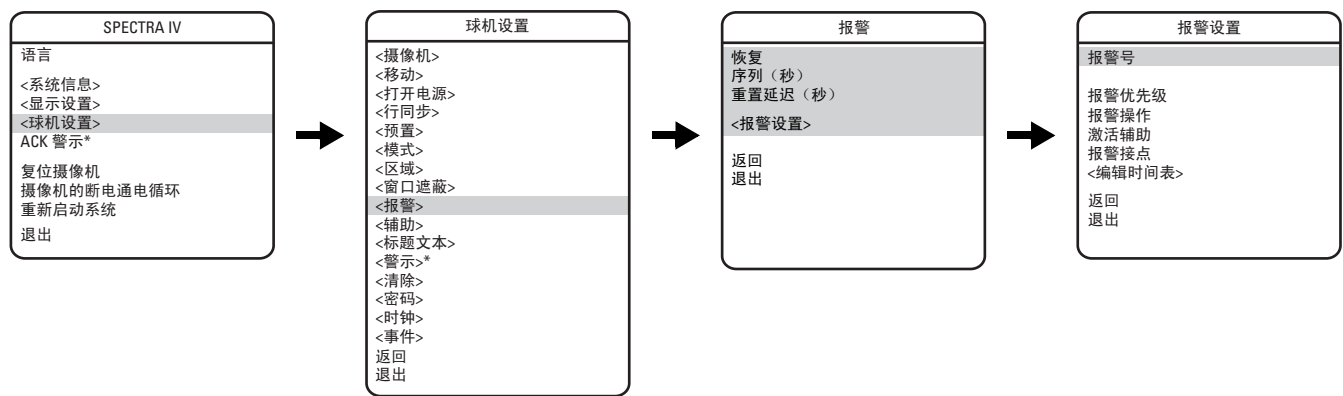 SPECTRA IV
语言
<系统信息>
<显示设置>
<球机设置>
ACK 警示*
复位摄像机
摄像机的断电通电循环
重新启动系统
退出
球机设置
<摄像机>
<移动>
<打开电源>
<行同步>
<预置>
<模式>
<区域>
<窗口遮蔽>
<报警>
<辅助>
<标题文本>
<警示>*
<清除>
<密码>
<时钟>
<事件>
返回
退出
报警
恢复
序列（秒）
重置延迟（秒）
<报警设置>
返回
退出
报警设置
报警号
报警优先级
报警操作
激活辅助
报警接点
<编辑时间表>
返回
退出